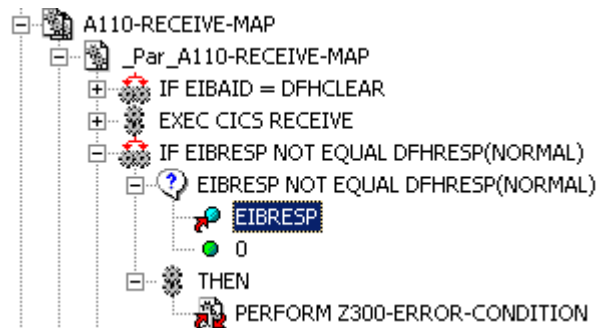 A110-RECEIVE-MAP
_Par_A110-RECEIVE-MAP
IF EIBAID = DFHCLEAR
EXEC CICS RECEIVE
IF EIBRESP NOT EQUAL DFHRESP(NORMAL)
EIBRESP NOT EQUAL DFHRESP(NORMAL)
EIBRESP
0
THEN
PERFORM Z300-ERROR-CONDITION